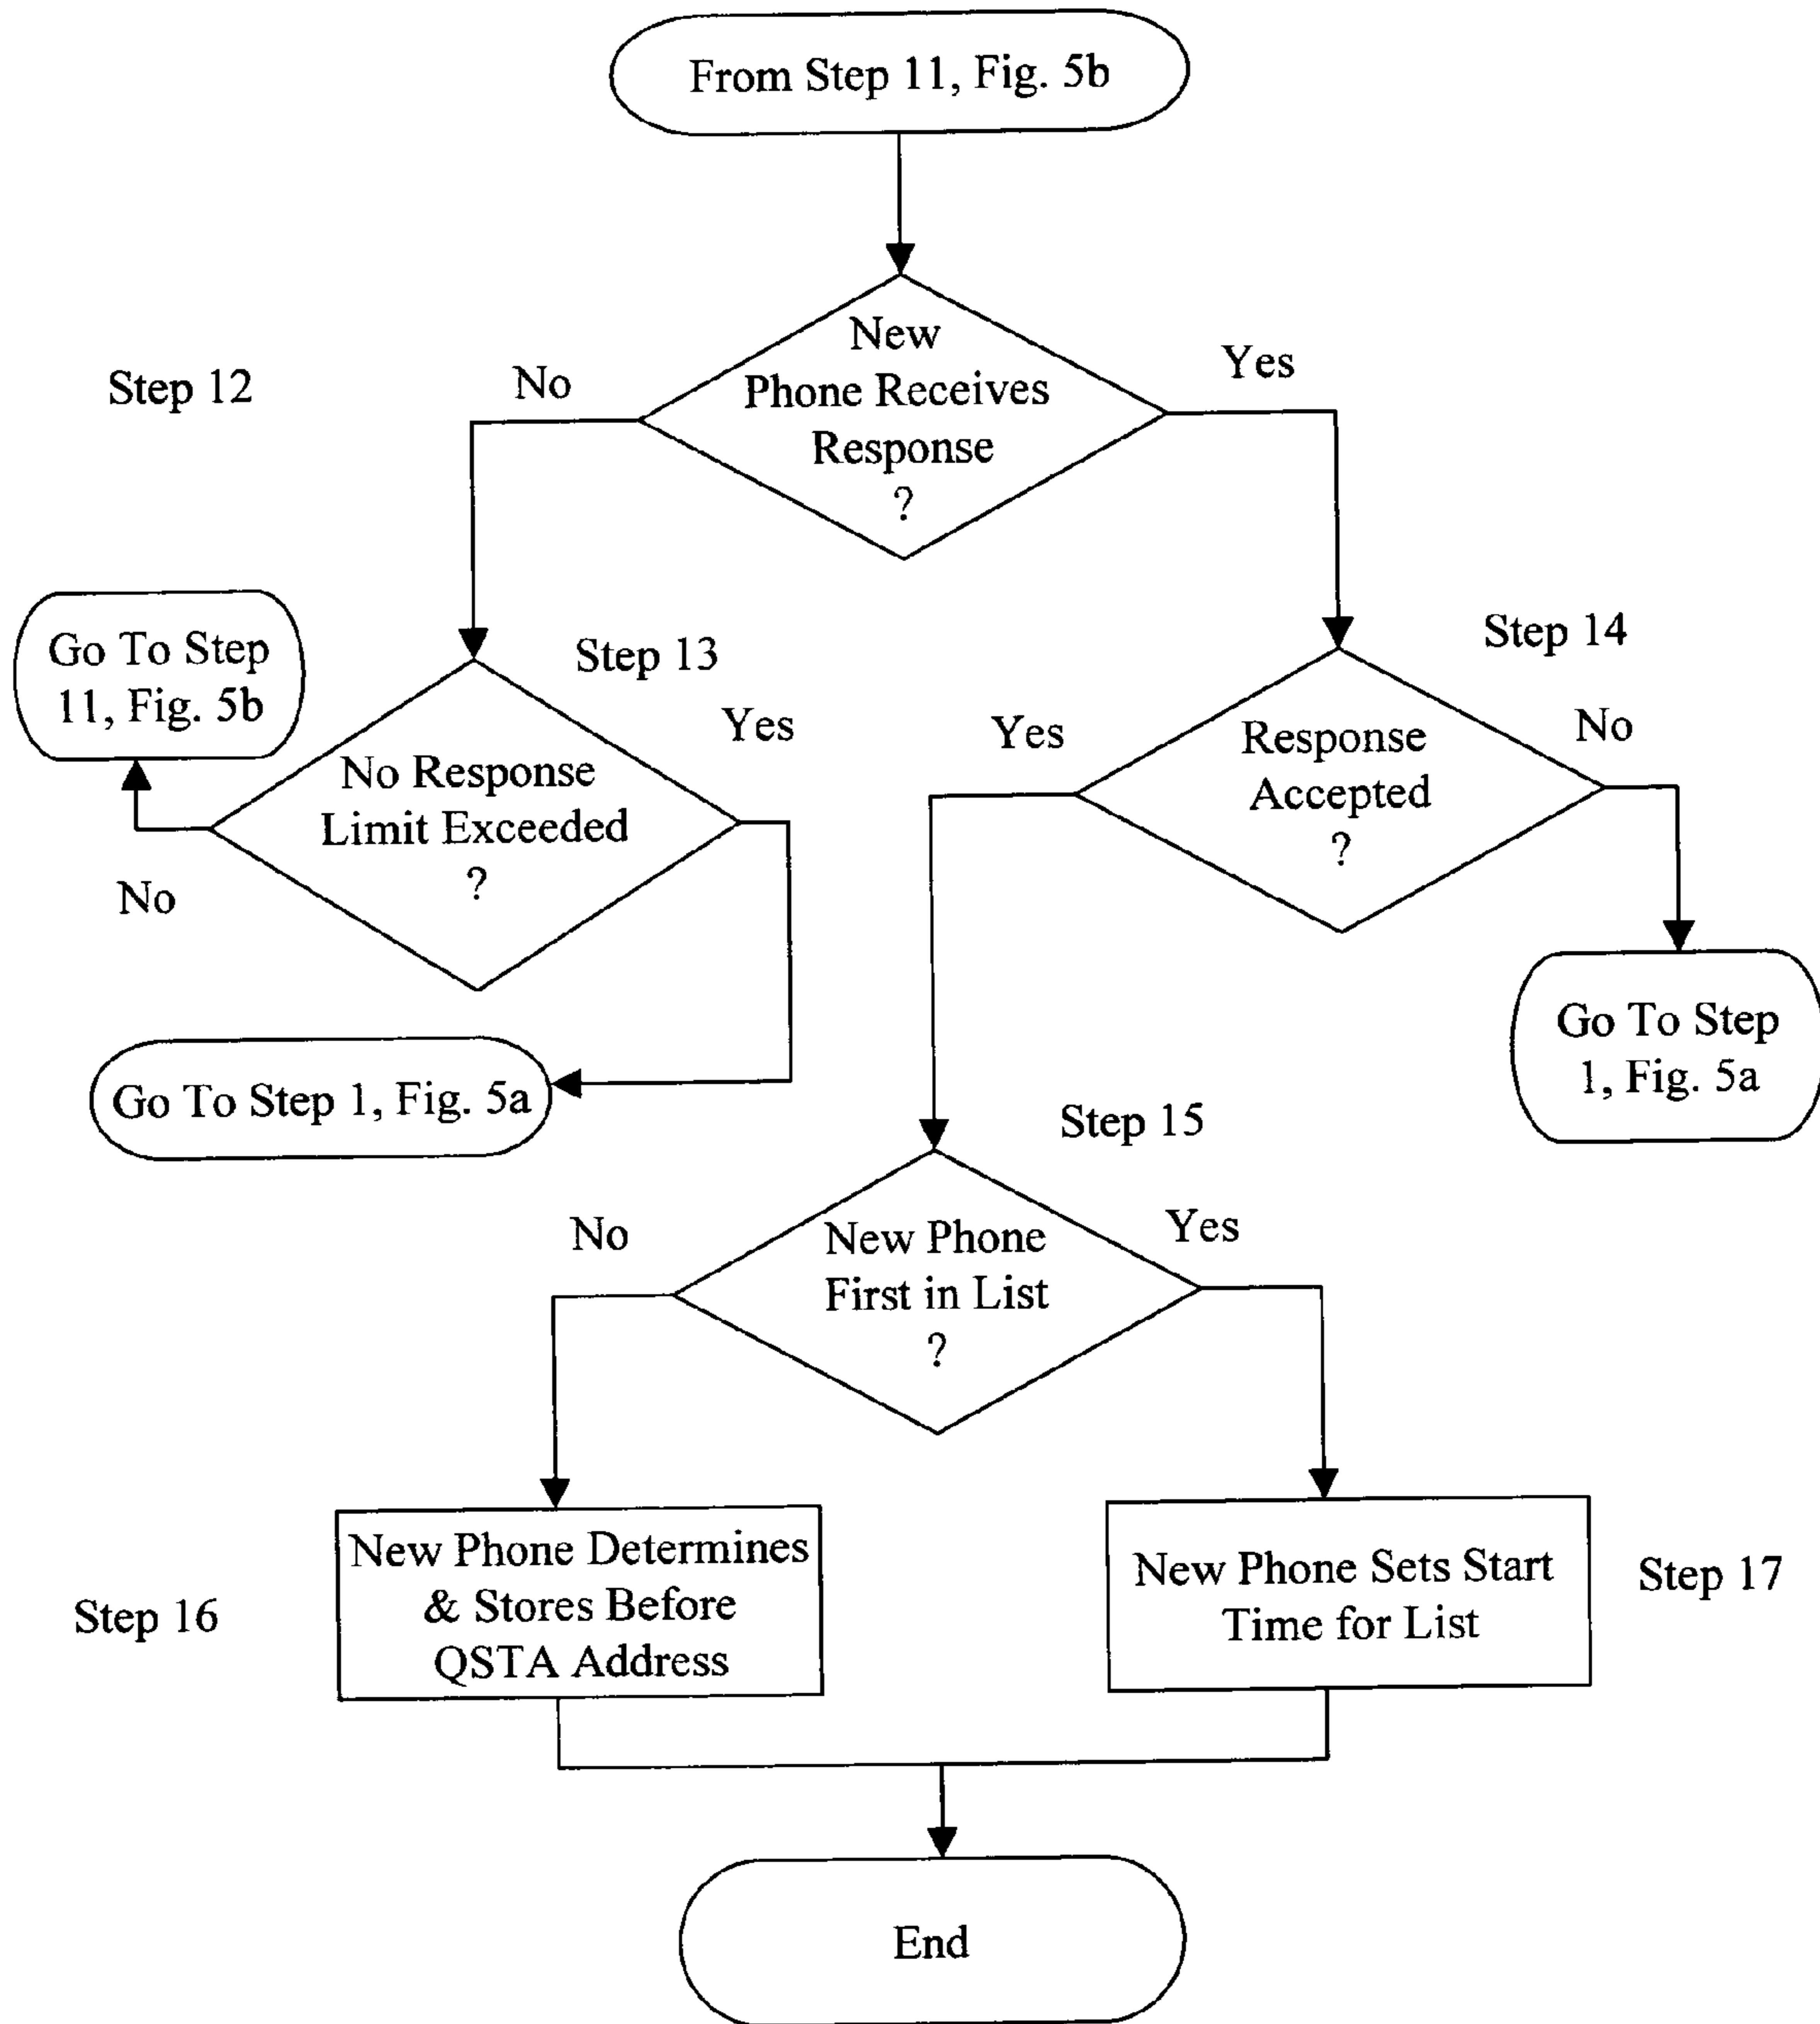 From Step 11, Fig. 5b
New
Phone Receives
Response
?
Step 12
No
Yes
Go To Step
11, Fig. 5b
Step 13
Step 14
No Response
Limit Exceeded
?
Yes
No
Response
Accepted
?
Yes
No
Go To Step 1, Fig. 5a
Go To Step
1, Fig. 5a
Step 15
New Phone
First in List
?
No
Yes
Step 16
New Phone Determines
& Stores Before
QSTA Address
New Phone Sets Start
Time for List
Step 17
End